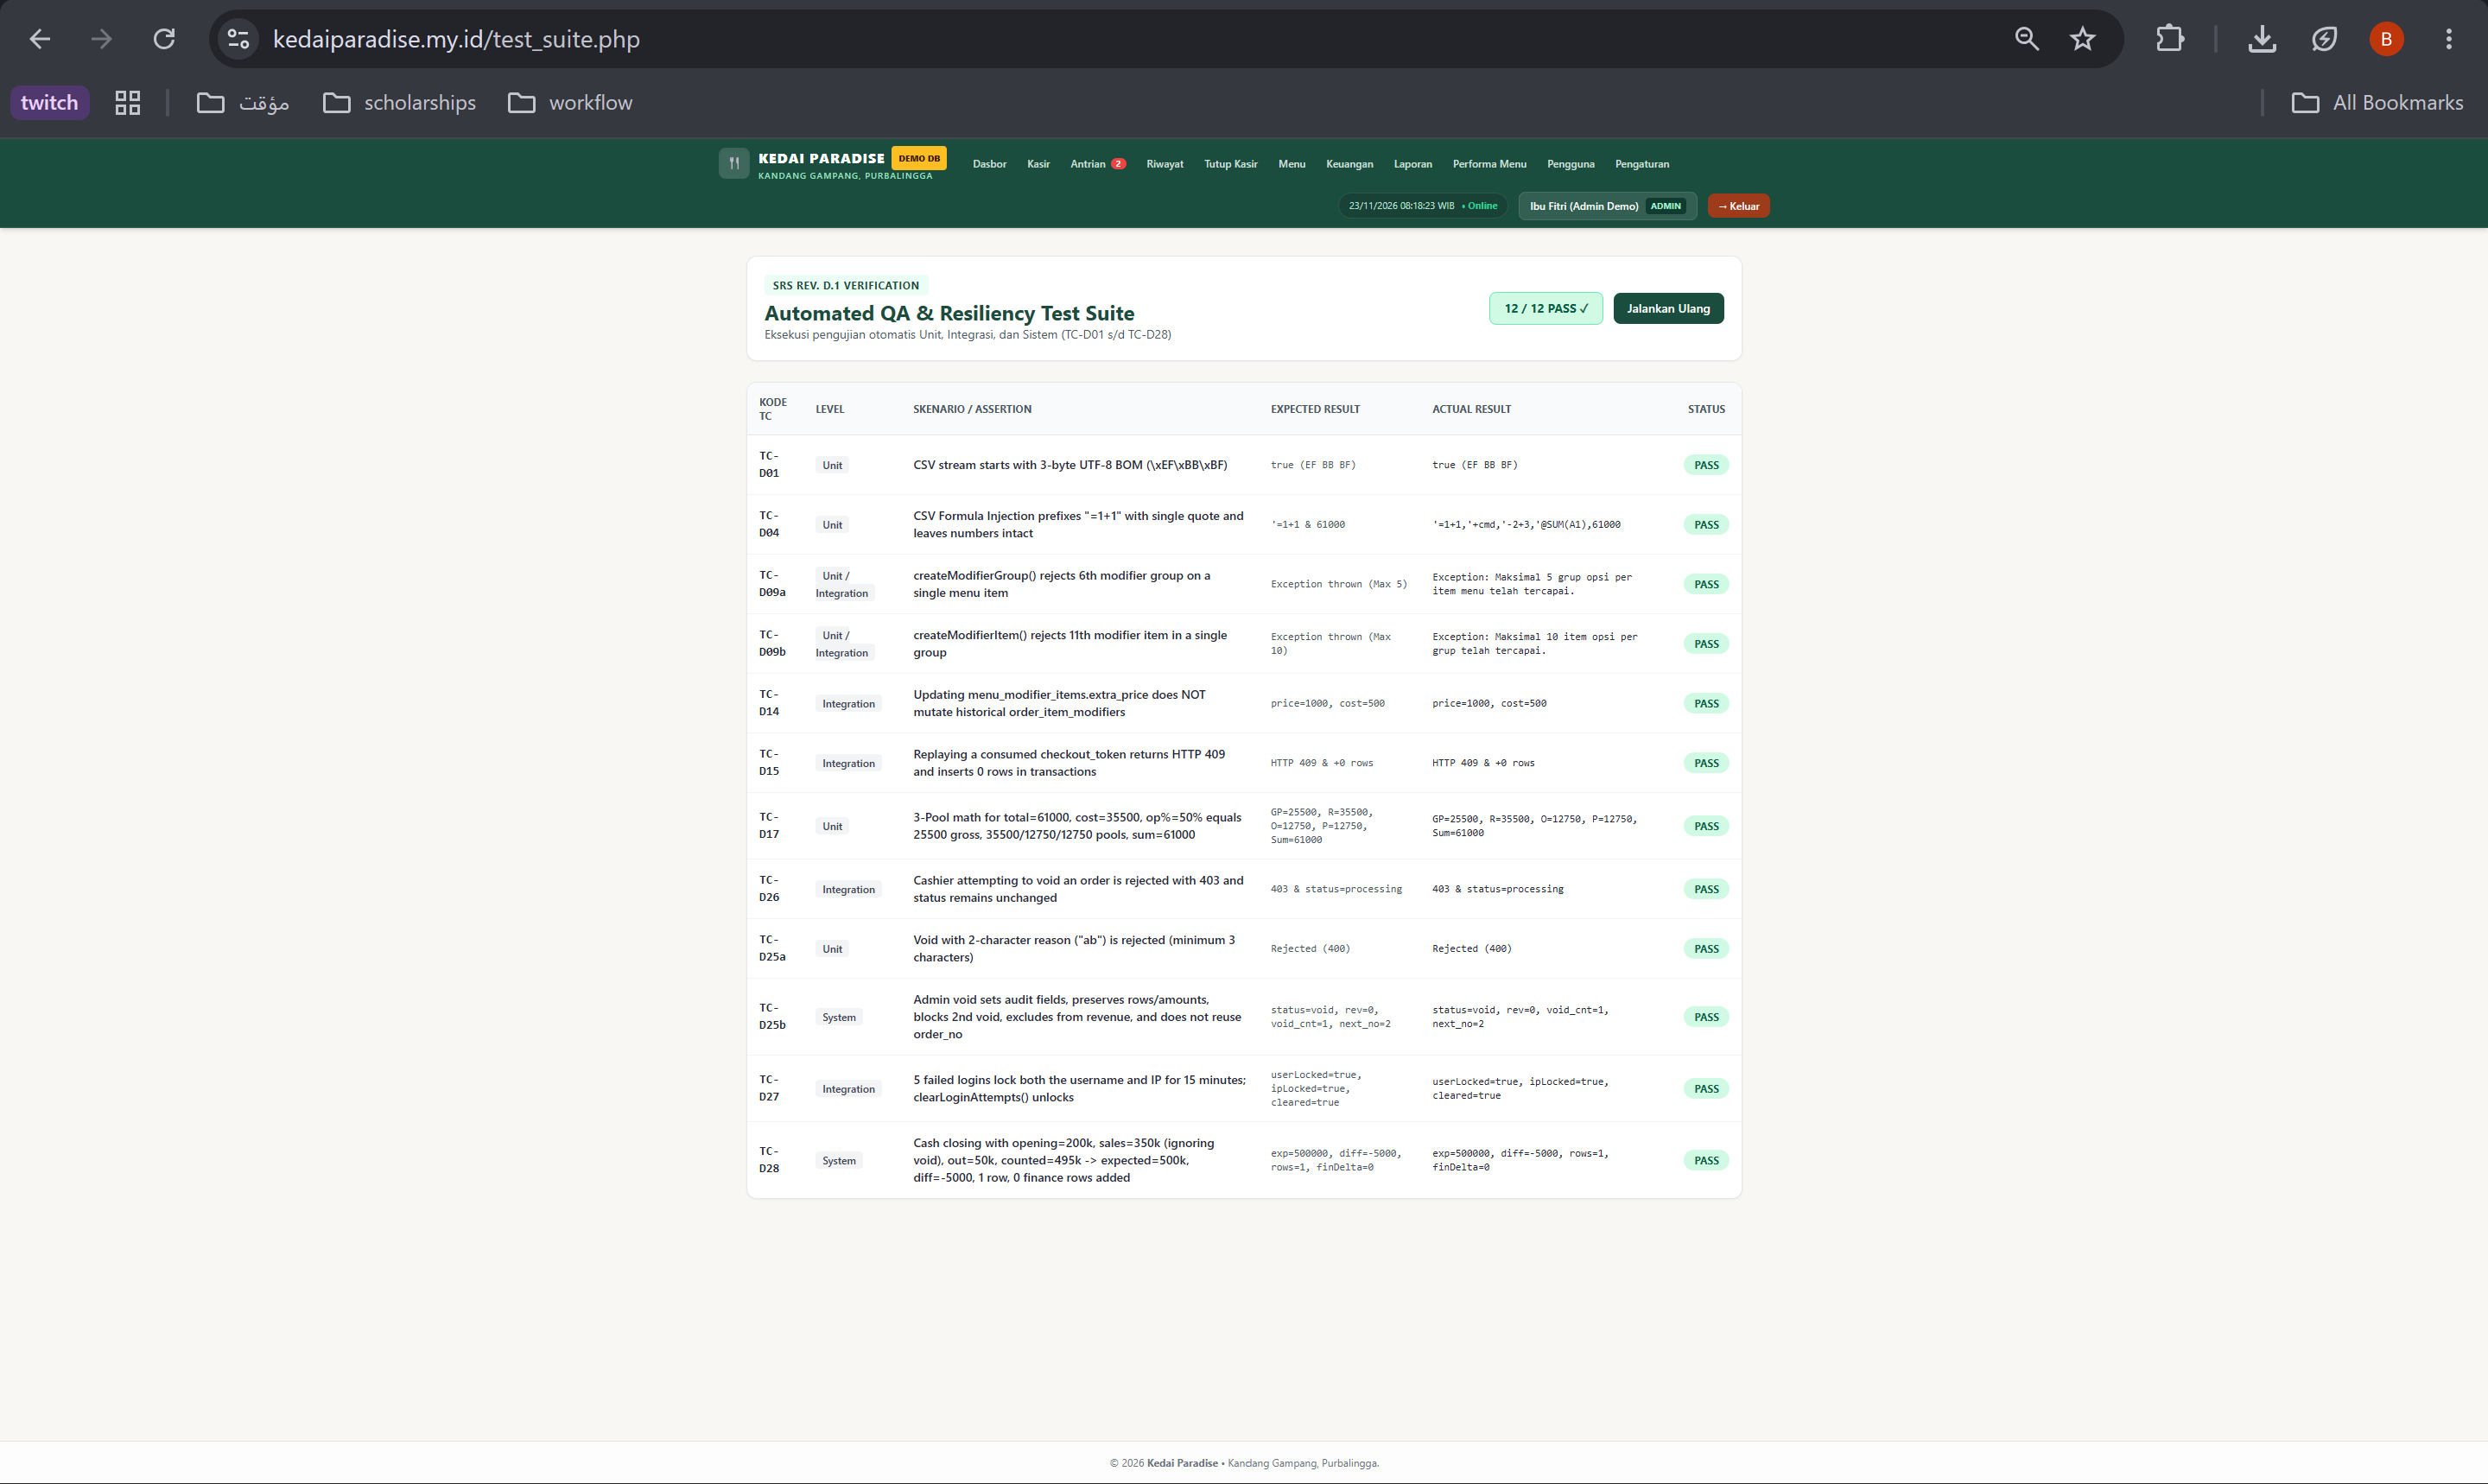 kedaiparadise.my.id/test_suite.php
B
twitch
مؤقت
scholarships
workflow
All Bookmarks
KEDAI PARADISE
DEMO DB
KANDANG GAMPANG, PURBALINGGA
Dasbor
Kasir
Antrian 2
Riwayat
Tutup Kasir
Menu
Keuangan
Laporan
Performa Menu
Pengguna
Pengaturan
23/11/2026 08:18:23 WIB • Online
Ibu Fitri (Admin Demo) ADMIN
→ Keluar
SRS REV. D.1 VERIFICATION
Automated QA & Resiliency Test Suite
Eksekusi pengujian otomatis Unit, Integrasi, dan Sistem (TC-D01 s/d TC-D28)
12 / 12 PASS ✓
Jalankan Ulang
KODE
TC
LEVEL
SKENARIO / ASSERTION
EXPECTED RESULT
ACTUAL RESULT
STATUS
TC-
D01
Unit
CSV stream starts with 3-byte UTF-8 BOM (\xEF\xBB\xBF)
true (EF BB BF)
true (EF BB BF)
PASS
TC-
D04
Unit
CSV Formula Injection prefixes "=1+1" with single quote and
leaves numbers intact
'=1+1 & 61000
'=1+1,'+cmd,'-2+3,'@SUM(A1),61000
PASS
TC-
D09a
Unit /
Integration
createModifierGroup() rejects 6th modifier group on a
single menu item
Exception thrown (Max 5)
Exception: Maksimal 5 grup opsi per
item menu telah tercapai.
PASS
TC-
D09b
Unit /
Integration
createModifierItem() rejects 11th modifier item in a single
group
Exception thrown (Max
10)
Exception: Maksimal 10 item opsi per
grup telah tercapai.
PASS
TC-
D14
Integration
Updating menu_modifier_items.extra_price does NOT
mutate historical order_item_modifiers
price=1000, cost=500
price=1000, cost=500
PASS
TC-
D15
Integration
Replaying a consumed checkout_token returns HTTP 409
and inserts 0 rows in transactions
HTTP 409 & +0 rows
HTTP 409 & +0 rows
PASS
TC-
D17
Unit
3-Pool math for total=61000, cost=35500, op%=50% equals
25500 gross, 35500/12750/12750 pools, sum=61000
GP=25500, R=35500,
O=12750, P=12750,
Sum=61000
GP=25500, R=35500, O=12750, P=12750,
Sum=61000
PASS
TC-
D26
Integration
Cashier attempting to void an order is rejected with 403 and
status remains unchanged
403 & status=processing
403 & status=processing
PASS
TC-
D25a
Unit
Void with 2-character reason ("ab") is rejected (minimum 3
characters)
Rejected (400)
Rejected (400)
PASS
TC-
D25b
System
Admin void sets audit fields, preserves rows/amounts,
blocks 2nd void, excludes from revenue, and does not reuse
order_no
status=void, rev=0,
void_cnt=1, next_no=2
status=void, rev=0, void_cnt=1,
next_no=2
PASS
TC-
D27
Integration
5 failed logins lock both the username and IP for 15 minutes;
clearLoginAttempts() unlocks
userLocked=true,
ipLocked=true,
cleared=true
userLocked=true, ipLocked=true,
cleared=true
PASS
TC-
D28
System
Cash closing with opening=200k, sales=350k (ignoring
void), out=50k, counted=495k -> expected=500k,
diff=-5000, 1 row, 0 finance rows added
exp=500000, diff=-5000,
rows=1, finDelta=0
exp=500000, diff=-5000, rows=1,
finDelta=0
PASS
© 2026 Kedai Paradise • Kandang Gampang, Purbalingga.